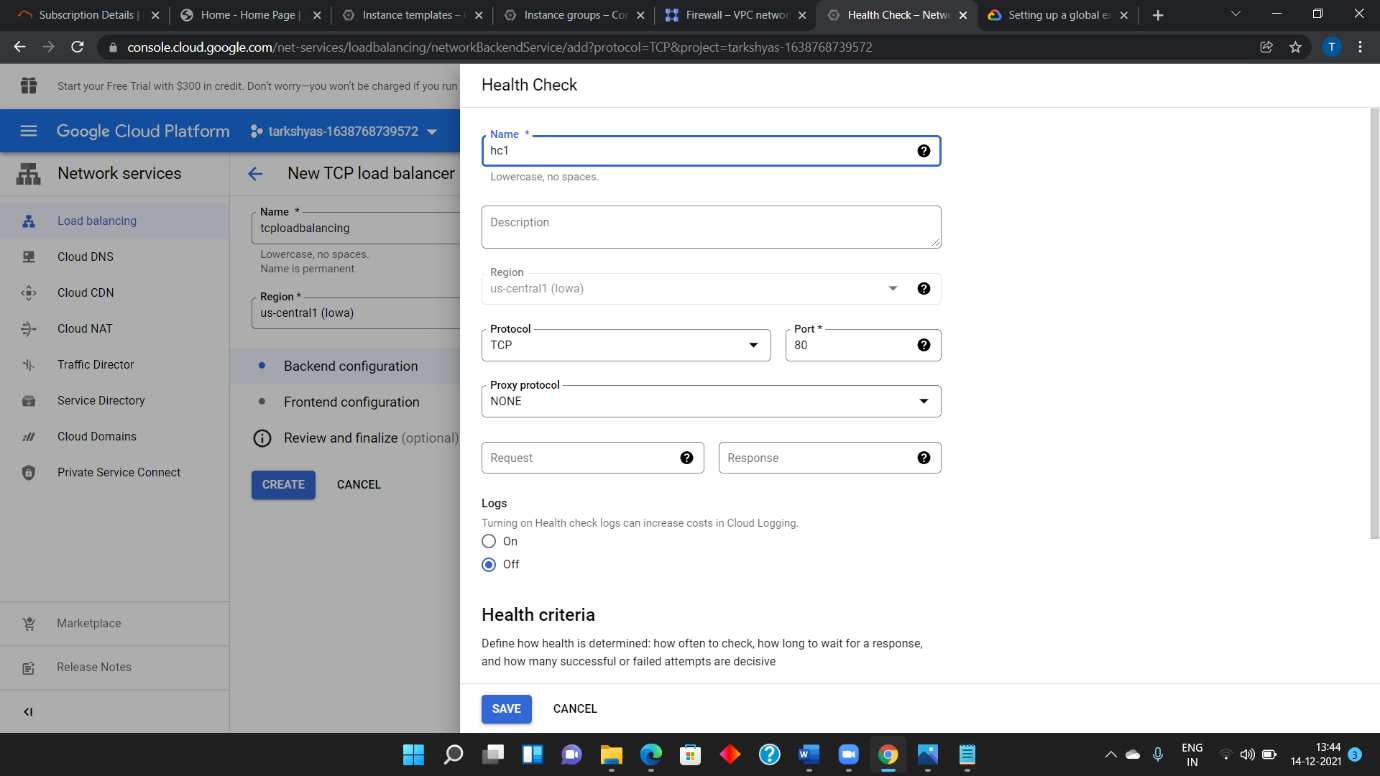 Subscription Details |
Home - Home Page |
Instance templates –
Instance groups – Co
Firewall – VPC networ
Health Check – Netw
Setting up a global e
console.cloud.google.com/net-services/loadbalancing/networkBackendService/add?protocol=TCP&project=tarkshyas-1638768739572
T
Start your Free Trial with $300 in credit. Don't worry—you won't be charged if you run
Google Cloud Platform
tarkshyas-1638768739572
Network services
Load balancing
Cloud DNS
Cloud CDN
Cloud NAT
Traffic Director
Service Directory
Cloud Domains
Private Service Connect
Marketplace
Release Notes
New TCP load balancer
Name *
tcploadbalancing
Lowercase, no spaces.
Name is permanent
Region *
us-central1 (Iowa)
Backend configuration
Frontend configuration
Review and finalize (optional)
CREATE
CANCEL
Health Check
Name *
hc1
Lowercase, no spaces.
Description
Region
us-central1 (Iowa)
Protocol
TCP
Port *
80
Proxy protocol
NONE
Request
Response
Logs
Turning on Health check logs can increase costs in Cloud Logging.
On
Off
Health criteria
Define how health is determined: how often to check, how long to wait for a response,
and how many successful or failed attempts are decisive
SAVE
CANCEL
ENG
IN
13:44
14-12-2021
3